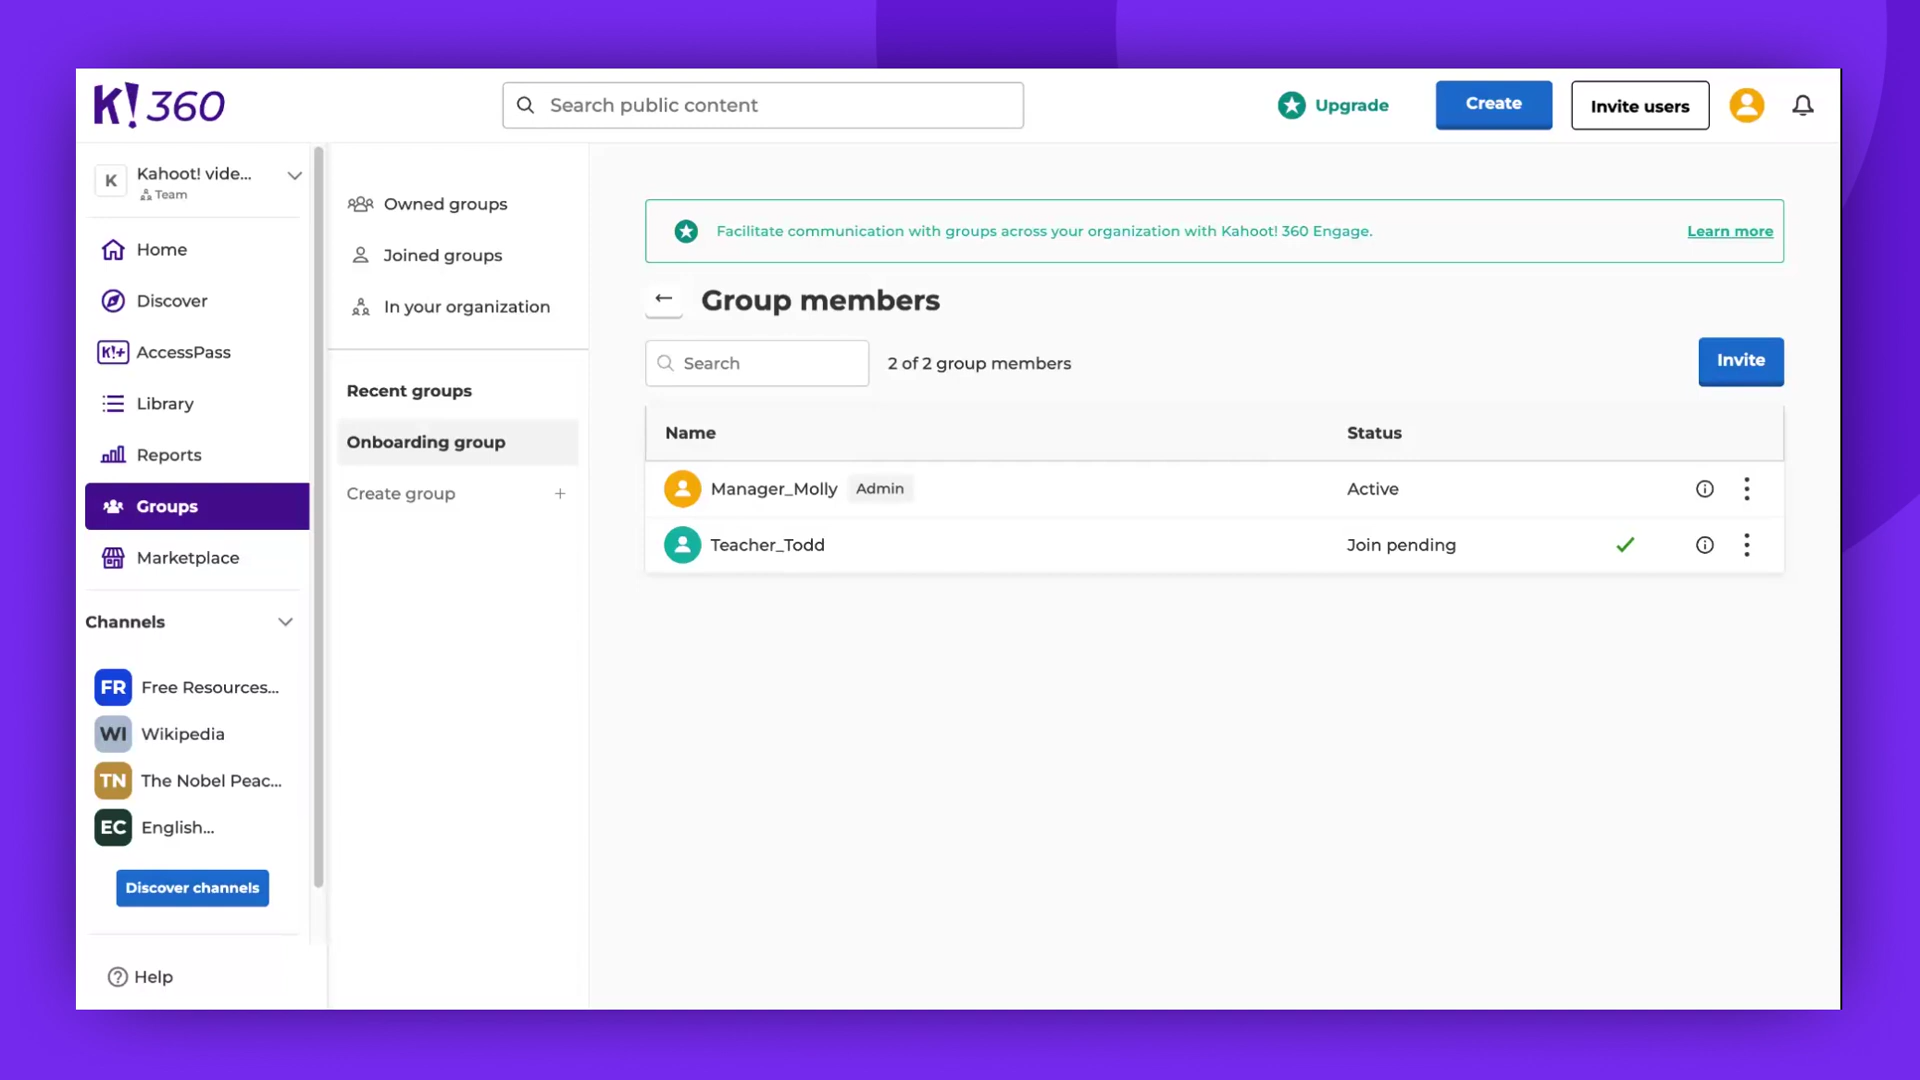 K! 360
Search public content
Upgrade
Create
Invite users
K
Kahoot! vide...
Team
Home
Discover
K!+ AccessPass
Library
Reports
Groups
Marketplace
Channels
FR Free Resources...
WI Wikipedia
TN The Nobel Peac...
EC English...
Discover channels
? Help
Owned groups
Joined groups
In your organization
Recent groups
Onboarding group
Create group +
Facilitate communication with groups across your organization with Kahoot! 360 Engage.
Learn more
Group members
Search
2 of 2 group members
Invite
Name Status
Manager_Molly Admin Active
Teacher_Todd Join pending